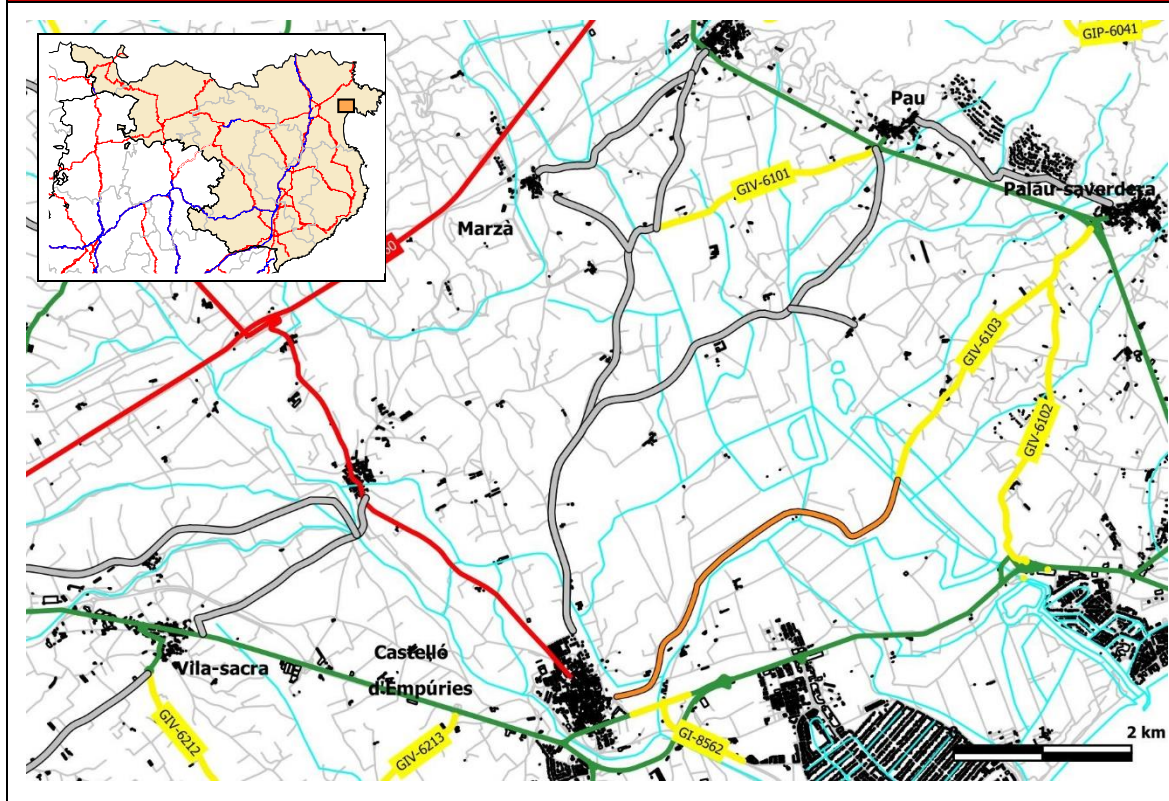 GIP-6041
Pau
GIV-6101
Palau-saverdera
Marzà
GIV-6103
GIV-6102
Castelló
d'Empúries
Vila-sacra
GIV-6212
GIV-6213
GI-8562
1
2 km